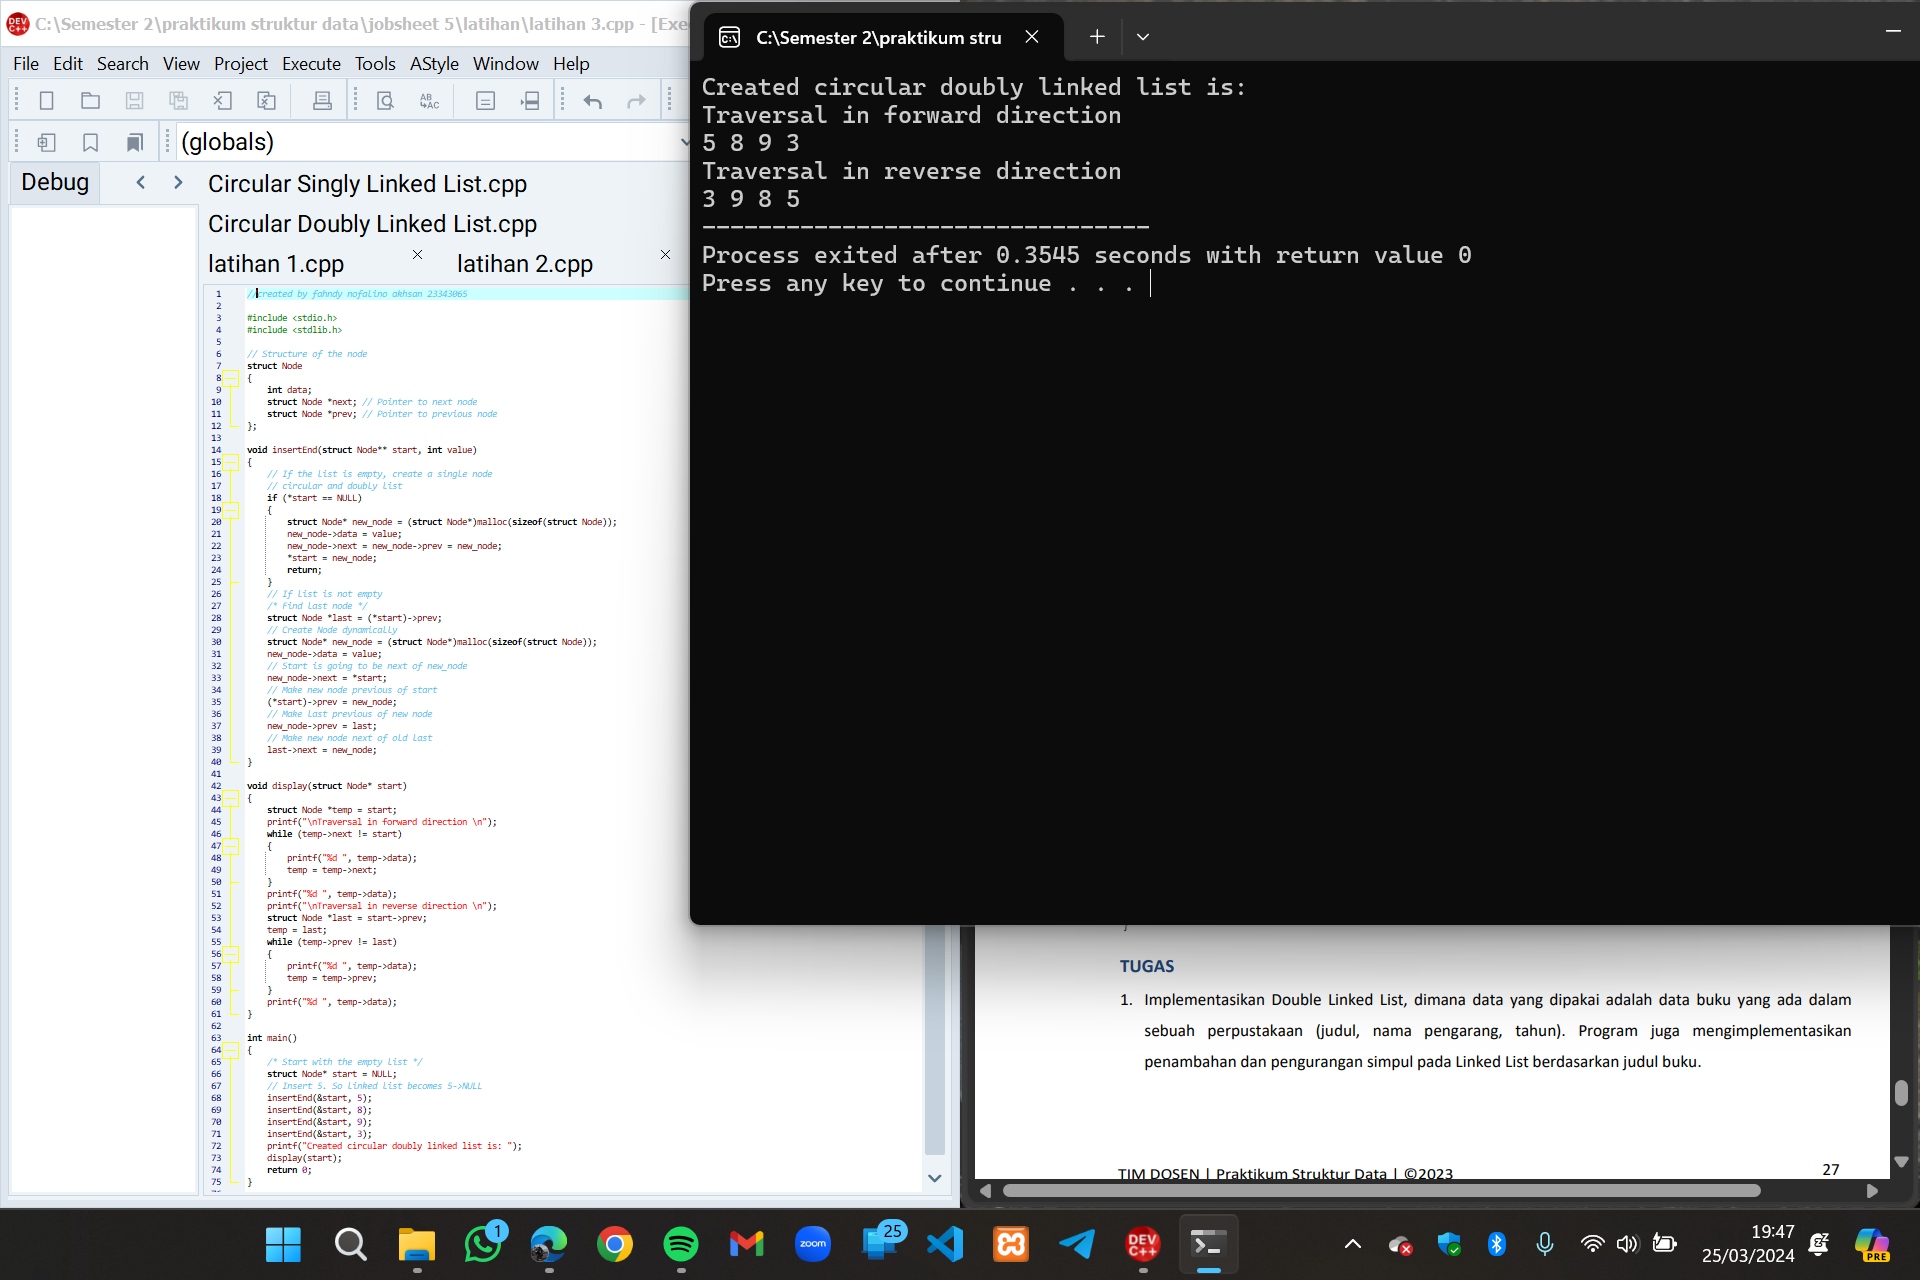 C:\Semester 2\praktikum struktur data\jobsheet 5\latihan\latihan 3.cpp - [Exe
File Edit Search View Project Execute Tools AStyle Window Help
(globals)
Debug
Circular Singly Linked List.cpp
Circular Doubly Linked List.cpp
latihan 1.cpp
latihan 2.cpp
1 //created by fahndy nofalino akhsan 23343065
2
3 #include <stdio.h>
4 #include <stdlib.h>
5
6 // Structure of the node
7 struct Node
8 {
9 int data;
10 struct Node *next; // Pointer to next node
11 struct Node *prev; // Pointer to previous node
12 };
13
14 void insertEnd(struct Node** start, int value)
15 {
16 // If the list is empty, create a single node
17 // circular and doubly list
18 if (*start == NULL)
19 {
20 struct Node* new_node = (struct Node*)malloc(sizeof(struct Node));
21 new_node->data = value;
22 new_node->next = new_node->prev = new_node;
23 *start = new_node;
24 return;
25 }
26 // If list is not empty
27 /* Find last node */
28 struct Node *last = (*start)->prev;
29 // Create Node dynamically
30 struct Node* new_node = (struct Node*)malloc(sizeof(struct Node));
31 new_node->data = value;
32 // Start is going to be next of new_node
33 new_node->next = *start;
34 // Make new node previous of start
35 (*start)->prev = new_node;
36 // Make last previous of new node
37 new_node->prev = last;
38 // Make new node next of old last
39 last->next = new_node;
40 }
41
42 void display(struct Node* start)
43 {
44 struct Node *temp = start;
45 printf("\nTraversal in forward direction \n");
46 while (temp->next != start)
47 {
48 printf("%d ", temp->data);
49 temp = temp->next;
50 }
51 printf("%d ", temp->data);
52 printf("\nTraversal in reverse direction \n");
53 struct Node *last = start->prev;
54 temp = last;
55 while (temp->prev != last)
56 {
57 printf("%d ", temp->data);
58 temp = temp->prev;
59 }
60 printf("%d ", temp->data);
61 }
62
63 int main()
64 {
65 /* Start with the empty list */
66 struct Node* start = NULL;
67 // Insert 5. So linked list becomes 5->NULL
68 insertEnd(&start, 5);
69 insertEnd(&start, 8);
70 insertEnd(&start, 9);
71 insertEnd(&start, 3);
72 printf("Created circular doubly linked list is: ");
73 display(start);
74 return 0;
75 }
C:\Semester 2\praktikum stru
Created circular doubly linked list is:
Traversal in forward direction
5 8 9 3
Traversal in reverse direction
3 9 8 5
--------------------------------
Process exited after 0.3545 seconds with return value 0
Press any key to continue . . .
TUGAS
1. Implementasikan Double Linked List, dimana data yang dipakai adalah data buku yang ada dalam
sebuah perpustakaan (judul, nama pengarang, tahun). Program juga mengimplementasikan
penambahan dan pengurangan simpul pada Linked List berdasarkan judul buku.
TIM DOSEN | Praktikum Struktur Data | ©2023
27
1
zoom
25
DEV C++
19:47
25/03/2024
PRE